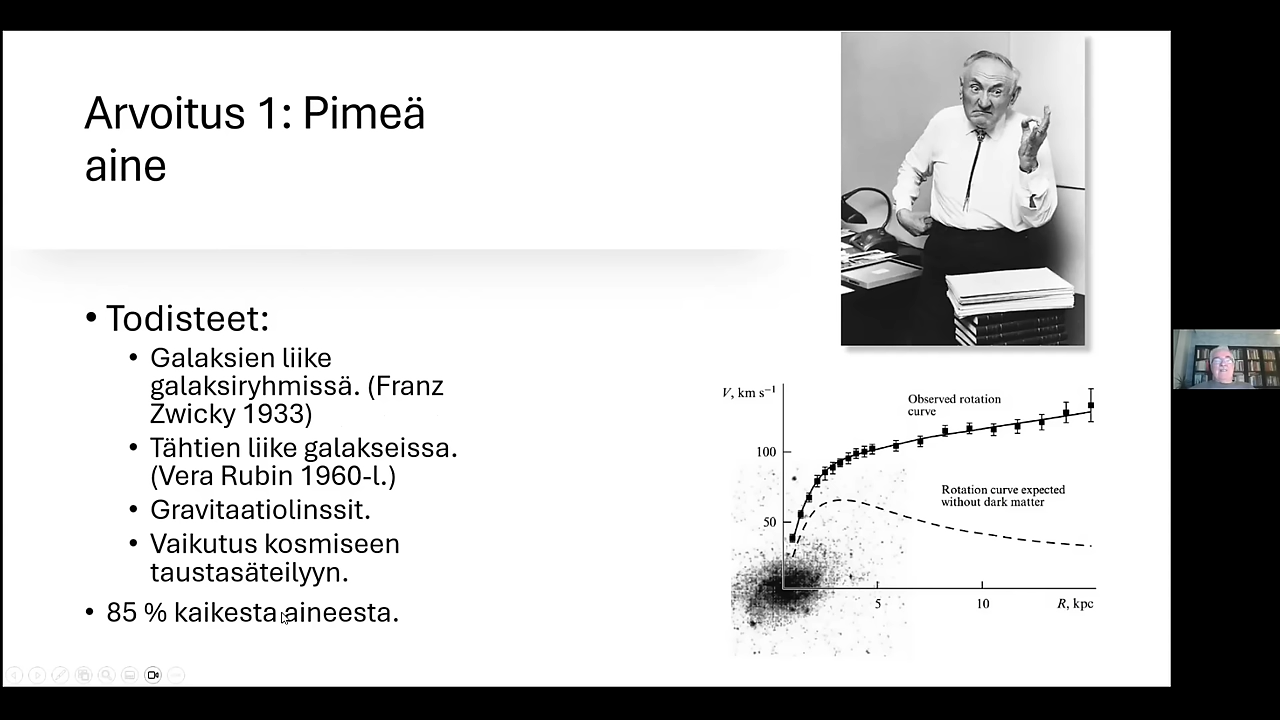 Arvoitus 1: Pimeä
aine
• Todisteet:
• Galaksien liike
galaksiryhmissä. (Franz
Zwicky 1933)
• Tähtien liike galakseissa.
(Vera Rubin 1960-l.)
• Gravitaatiolinssit.
• Vaikutus kosmiseen
taustasäteilyyn.
• 85 % kaikesta aineesta.
V, km s⁻¹
Observed rotation
curve
100
Rotation curve expected
without dark matter
50
5
10
R, kpc